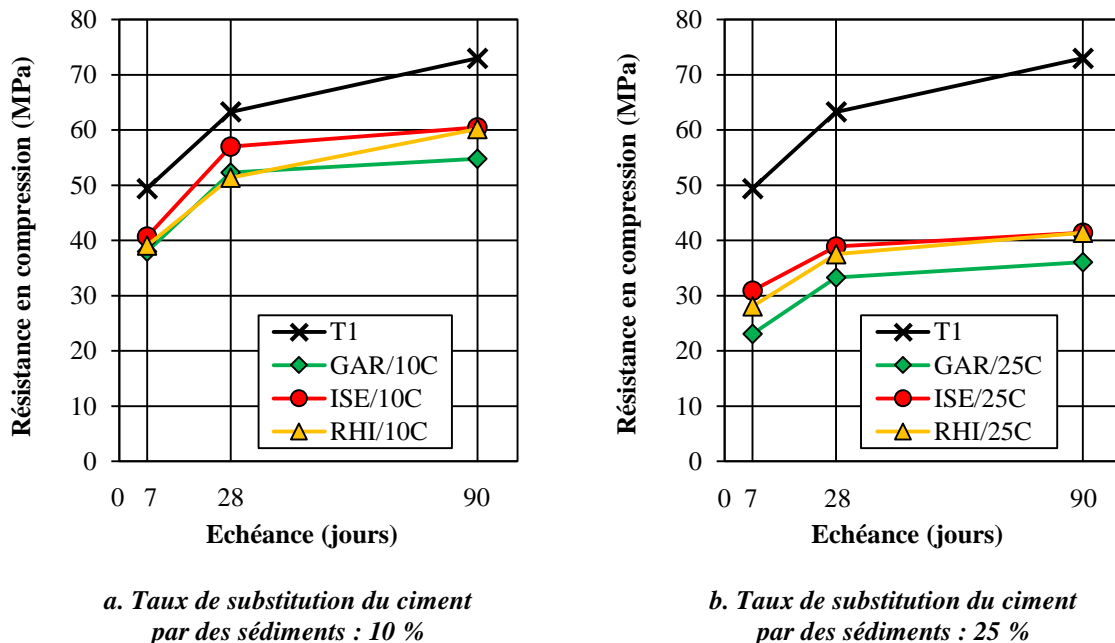 80
70
60
50
40
30
20
10
0
Résistance en compression (MPa)
T1
GAR/10C
ISE/10C
RHI/10C
0 7 28 90
Echéance (jours)
a. Taux de substitution du ciment
par des sédiments : 10 %
80
70
60
50
40
30
20
10
0
Résistance en compression (MPa)
T1
GAR/25C
ISE/25C
RHI/25C
0 7 28 90
Echéance (jours)
b. Taux de substitution du ciment
par des sédiments : 25 %